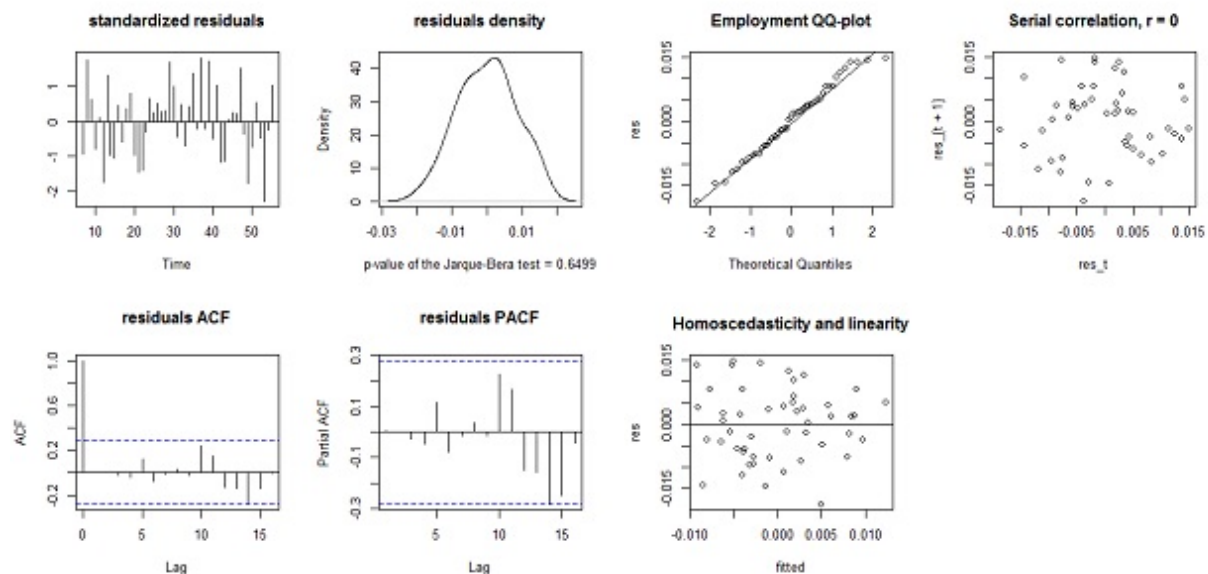 standardized residuals
1
0
-1
-2
10 20 30 40 50
Time
residuals density
Density
40
30
20
10
0
-0.03 -0.01 0.01
p-value of the Jarque-Bera test = 0.6499
Employment QQ-plot
res
0.015
0.000
-0.015
-2 -1 0 1 2
Theoretical Quantiles
Serial correlation, r = 0
res_[t + 1]
0.015
0.000
-0.015
-0.015 -0.005 0.005 0.015
res_t
residuals ACF
ACF
1.0
0.6
0.2
-0.2
0 5 10 15
Lag
residuals PACF
Partial ACF
0.3
0.1
-0.1
-0.3
5 10 15
Lag
Homoscedasticity and linearity
res
0.015
0.000
-0.015
-0.010 0.000 0.005 0.010
fitted